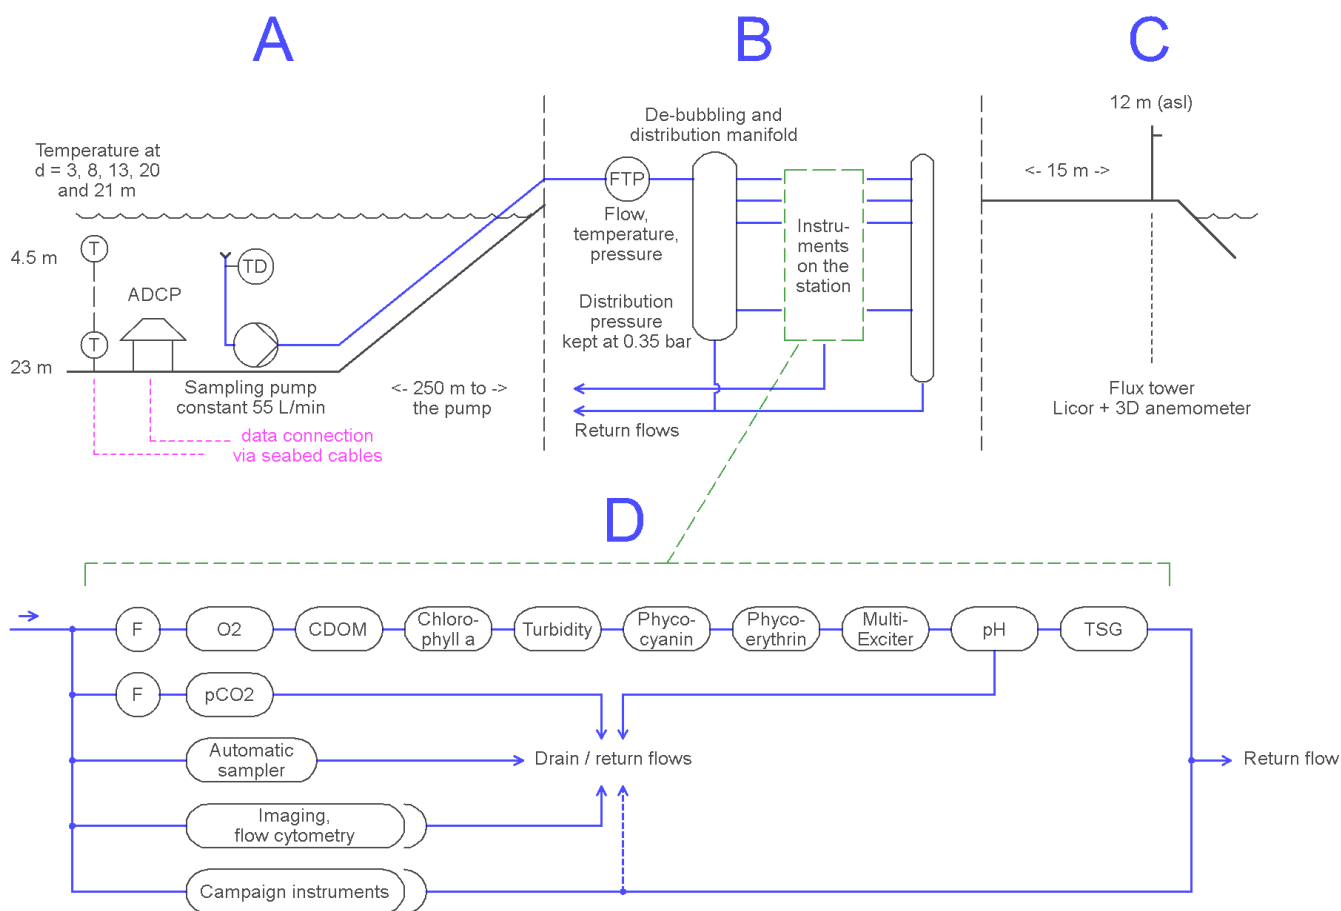 A
B
C
Temperature at
d = 3, 8, 13, 20
and 21 m
4.5 m
T
TD
ADCP
T
23 m
Sampling pump
constant 55 L/min
<- 250 m to ->
the pump
data connection
via seabed cables
De-bubbling and
distribution manifold
FTP
Flow,
temperature,
pressure
Instru-
ments
on the
station
Distribution
pressure
kept at 0.35 bar
Return flows
12 m (asl)
<- 15 m ->
Flux tower
Licor + 3D anemometer
D
F
O2
CDOM
Chloro-
phyll a
Turbidity
Phyco-
cyanin
Phyco-
erythrin
Multi-
Exciter
pH
TSG
F
pCO2
Automatic
sampler
Drain / return flows
Return flow
Imaging,
flow cytometry
Campaign instruments